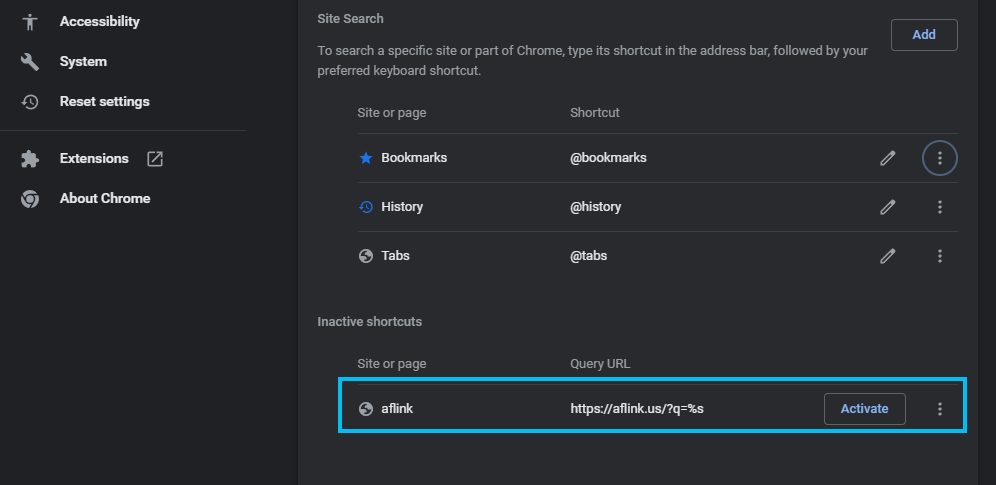 Accessibility
System
Reset settings
Extensions
About Chrome
Site Search
Add
To search a specific site or part of Chrome, type its shortcut in the address bar, followed by your
preferred keyboard shortcut.
Site or page Shortcut
Bookmarks @bookmarks
History @history
Tabs @tabs
Inactive shortcuts
Site or page Query URL
aflink https://aflink.us/?q=%s Activate